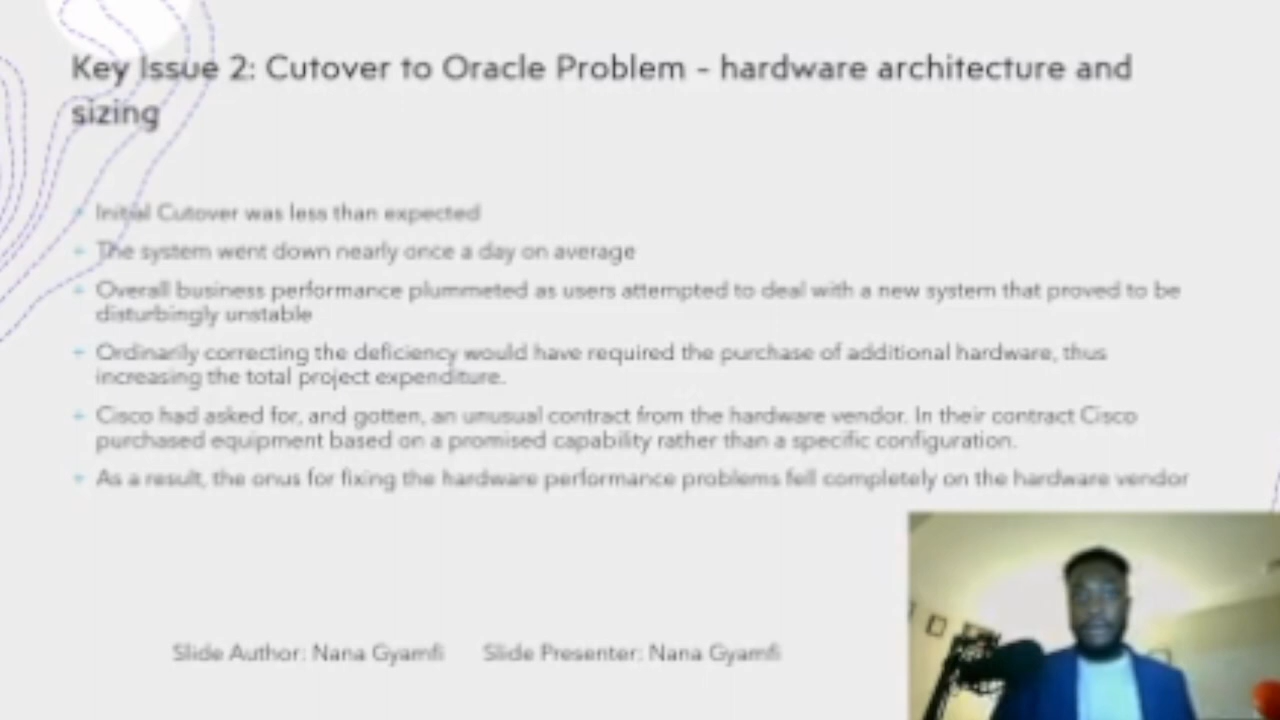 Key Issue 2: Cutover to Oracle Problem - hardware architecture and
sizing
Initial Cutover was less than expected
The system went down nearly once a day on average
Overall business performance plummeted as users attempted to deal with a new system that proved to be
disturbingly unstable
Ordinarily correcting the deficiency would have required the purchase of additional hardware, thus
increasing the total project expenditure.
Cisco had asked for, and gotten, an unusual contract from the hardware vendor. In their contract Cisco
purchased equipment based on a promised capability rather than a specific configuration.
As a result, the onus for fixing the hardware performance problems fell completely on the hardware vendor
Slide Author: Nana Gyamfi Slide Presenter: Nana Gyamfi